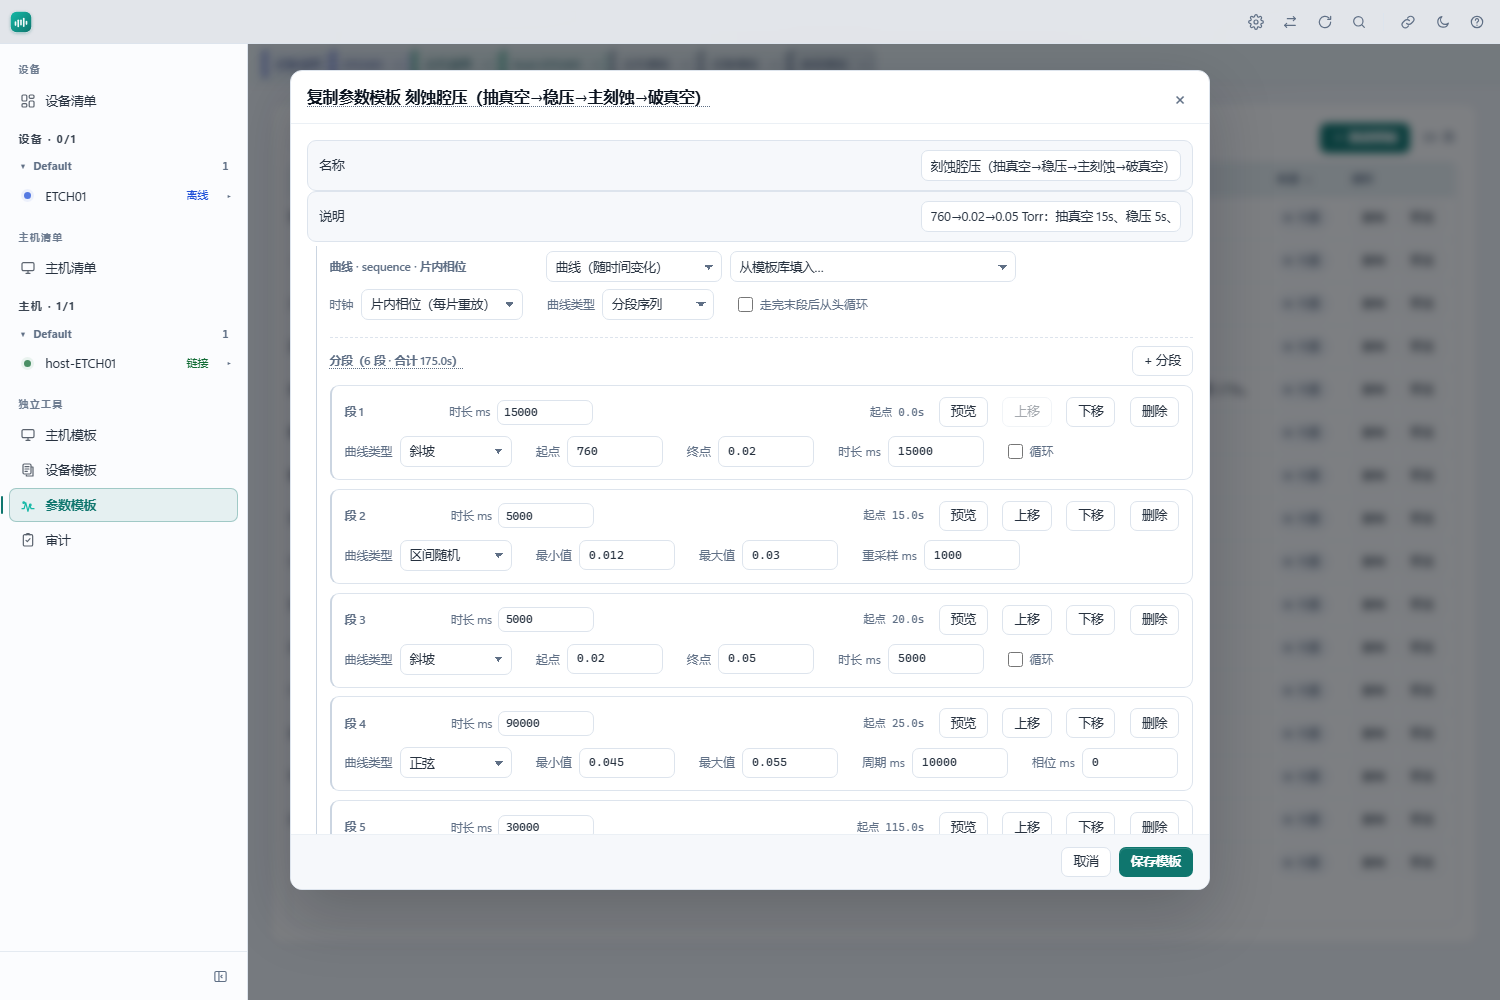 设备
设备清单
设备 · 0/1
Default 1
ETCH01 离线
主机清单
主机清单
主机 · 1/1
Default 1
host-ETCH01 链接
独立工具
主机模板
设备模板
参数模板
审计
复制参数模板 刻蚀腔压（抽真空→稳压→主刻蚀→破真空）
名称 刻蚀腔压（抽真空→稳压→主刻蚀→破真空）
说明 760→0.02→0.05 Torr：抽真空 15s、稳压 5s、
曲线 · sequence · 片内相位 曲线（随时间变化） 从模板库填入...
时钟 片内相位（每片重放） 曲线类型 分段序列 走完末段后从头循环
分段（6 段 · 合计 175.0s） + 分段
段 1 时长 ms 15000 起点 0.0s 预览 上移 下移 删除
曲线类型 斜坡 起点 760 终点 0.02 时长 ms 15000 循环
段 2 时长 ms 5000 起点 15.0s 预览 上移 下移 删除
曲线类型 区间随机 最小值 0.012 最大值 0.03 重采样 ms 1000
段 3 时长 ms 5000 起点 20.0s 预览 上移 下移 删除
曲线类型 斜坡 起点 0.02 终点 0.05 时长 ms 5000 循环
段 4 时长 ms 90000 起点 25.0s 预览 上移 下移 删除
曲线类型 正弦 最小值 0.045 最大值 0.055 周期 ms 10000 相位 ms 0
段 5 时长 ms 30000 起点 115.0s 预览 上移 下移 删除
取消 保存模板